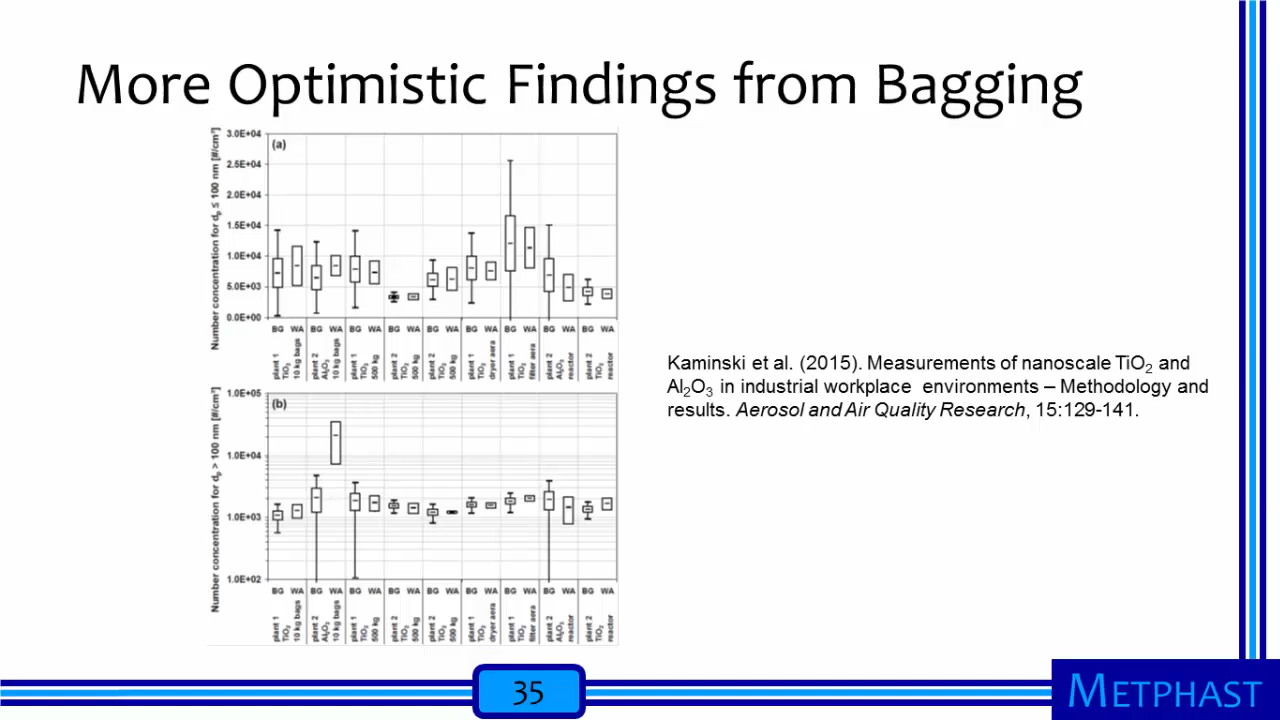 More Optimistic Findings from Bagging
Number concentration for dp ≤ 100 nm [#/cm³]
3.0E+04
2.5E+04
2.0E+04
1.5E+04
1.0E+04
5.0E+03
0.0E+00
(a)
BG WA BG WA BG WA BG WA BG WA BG WA BG WA BG WA BG WA
plant 1 TiO₂ 10 kg bags
plant 2 Al₂O₃ 10 kg bags
plant 1 TiO₂ 500 kg
plant 2 TiO₂ 500 kg
plant 2 TiO₂ 500 kg
plant 1 TiO₂ dryer aera
plant 1 TiO₂ filter aera
plant 2 Al₂O₃ reactor
plant 2 TiO₂ reactor
Number concentration for dp > 100 nm [#/cm³]
1.0E+05
1.0E+04
1.0E+03
1.0E+02
(b)
BG WA BG WA BG WA BG WA BG WA BG WA BG WA BG WA BG WA
plant 1 TiO₂ 10 kg bags
plant 2 Al₂O₃ 10 kg bags
plant 1 TiO₂ 500 kg
plant 2 TiO₂ 500 kg
plant 2 TiO₂ 500 kg
plant 1 TiO₂ dryer aera
plant 1 TiO₂ filter aera
plant 2 Al₂O₃ reactor
plant 2 TiO₂ reactor
Kaminski et al. (2015). Measurements of nanoscale TiO₂ and
Al₂O₃ in industrial workplace environments – Methodology and
results. Aerosol and Air Quality Research, 15:129-141.
35
METPHAST